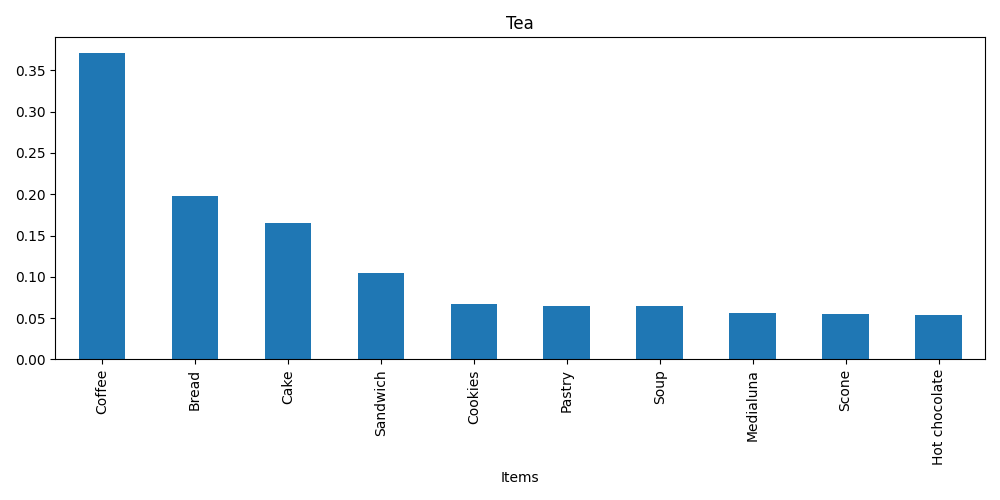 Tea
0.35
0.30
0.25
0.20
0.15
0.10
0.05
0.00
Coffee
Bread
Cake
Sandwich
Cookies
Pastry
Soup
Medialuna
Scone
Hot chocolate
Items